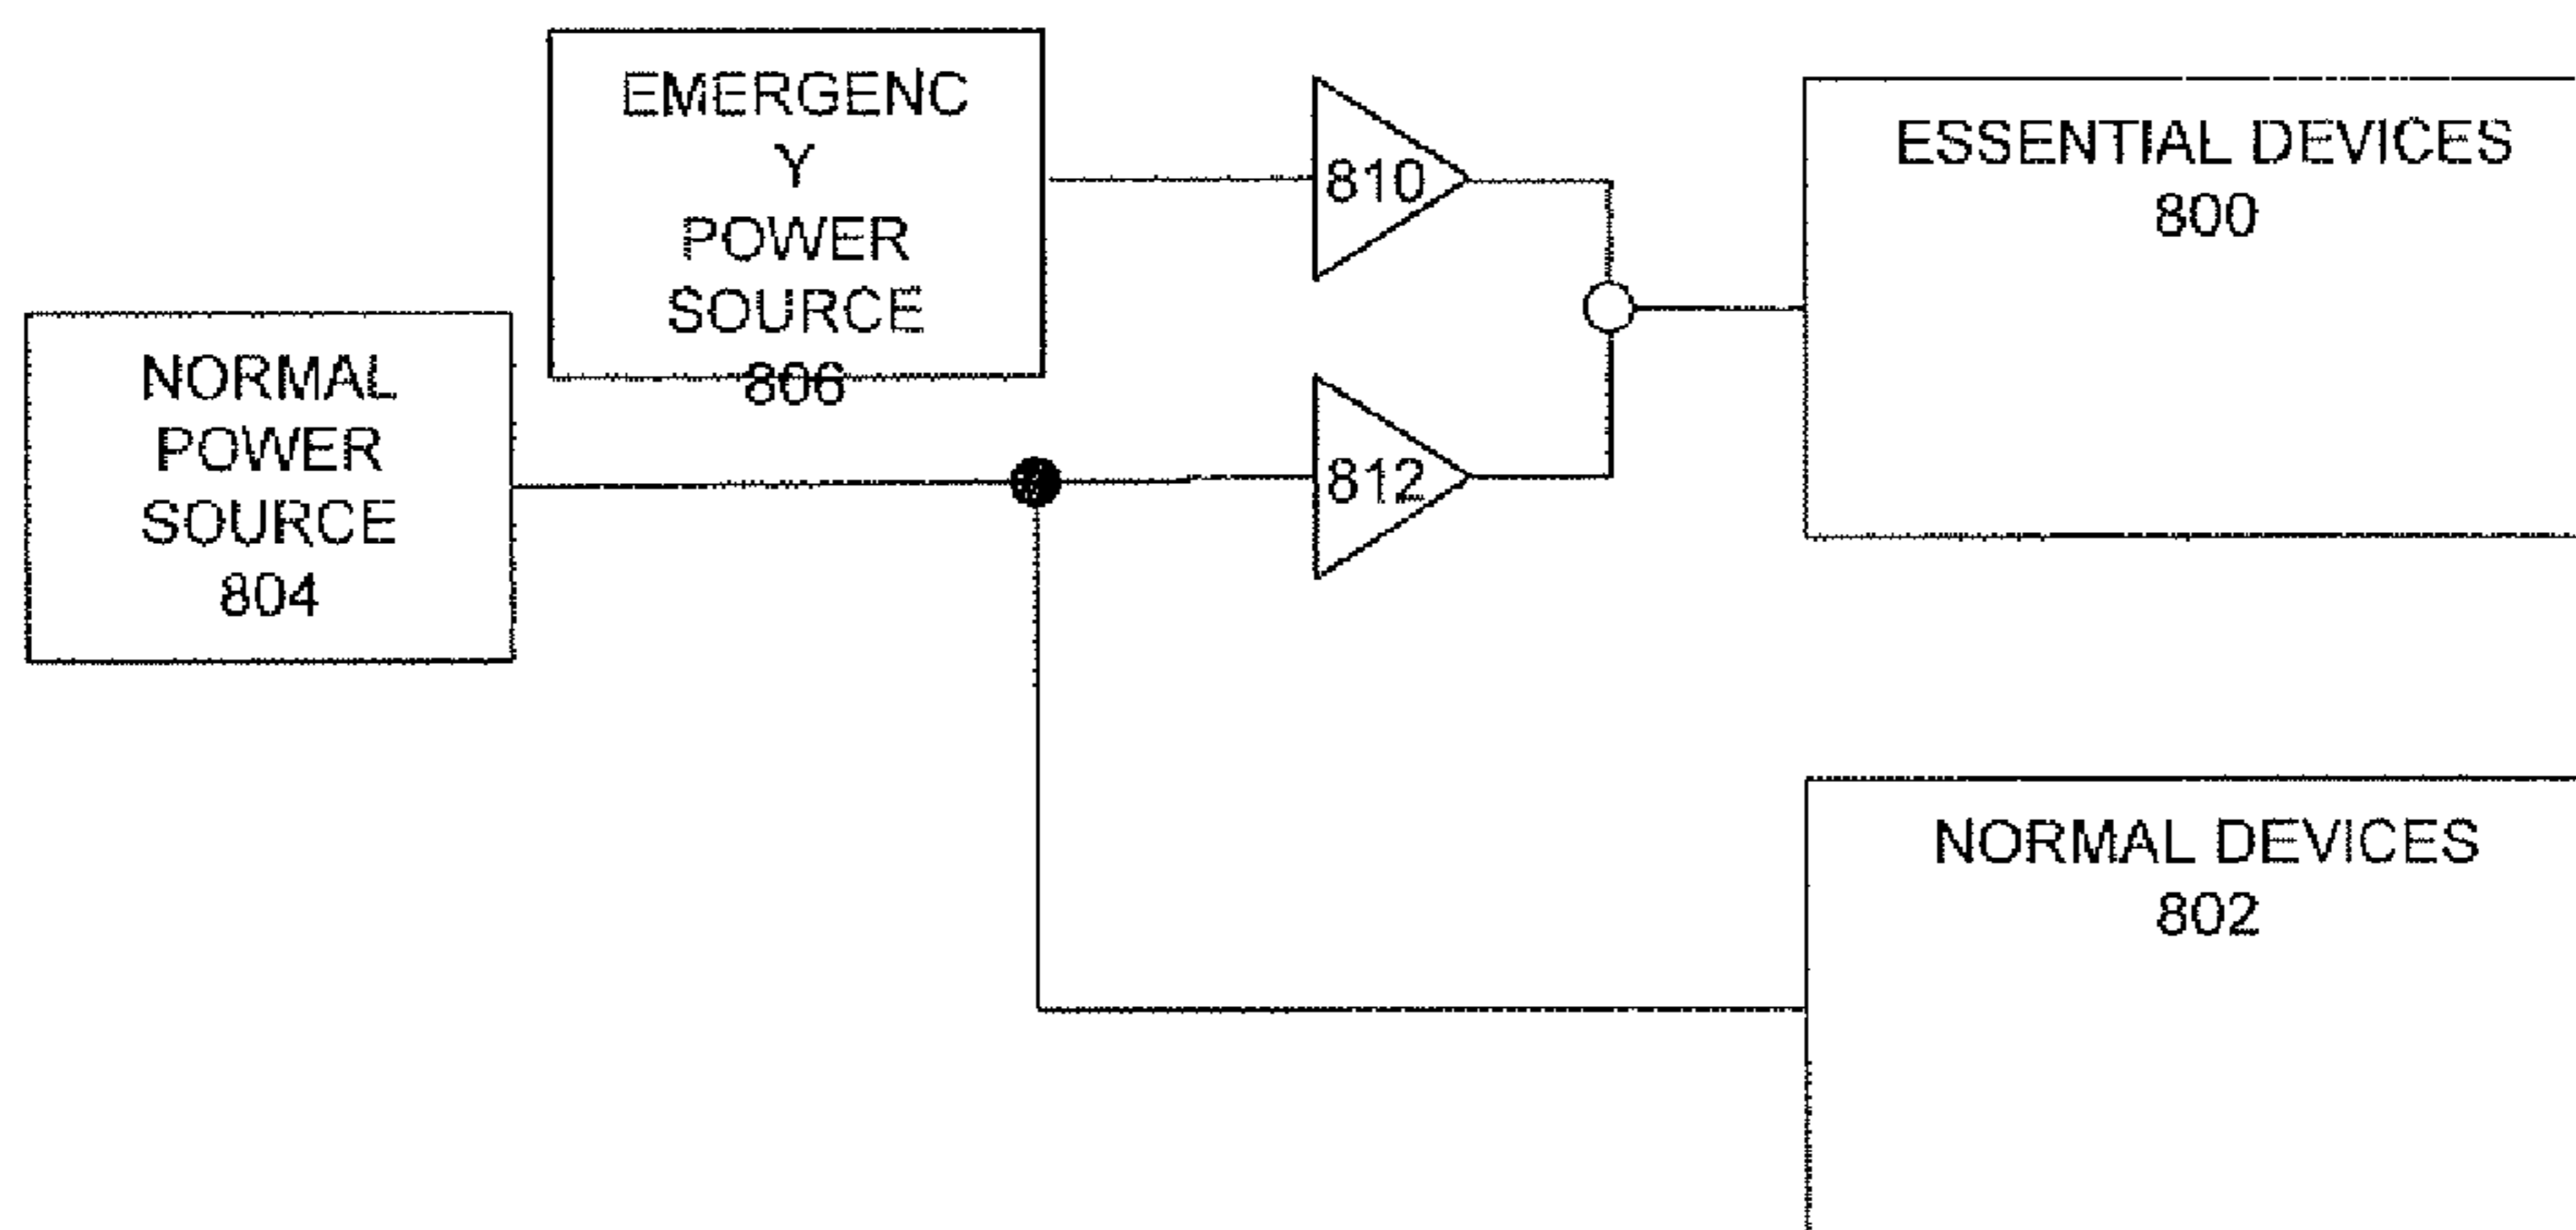 EMERGENC
Y
POWER
SOURCE
806
NORMAL
POWER
SOURCE
804
810
812
ESSENTIAL DEVICES
800
NORMAL DEVICES
802